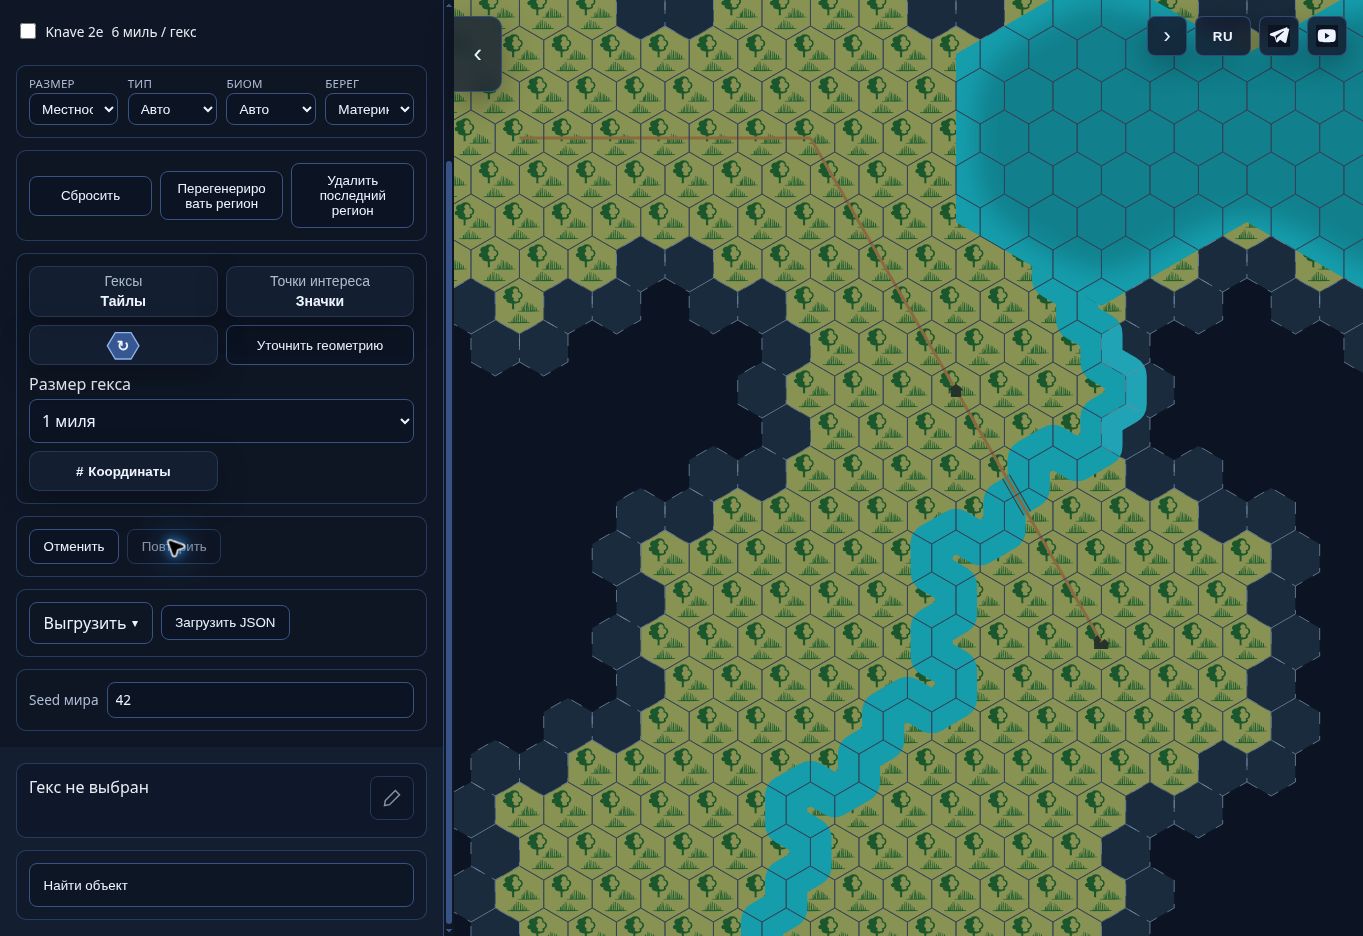 Knave 2e 6 миль / гекс
РАЗМЕР ТИП БИОМ БЕРЕГ
Местнос Авто Авто Матери
Сбросить
Перегенериро
вать регион
Удалить
последний
регион
Гексы
Тайлы
Точки интереса
Значки
Уточнить геометрию
Размер гекса
1 миля
# Координаты
Отменить Повторить
Выгрузить ▾ Загрузить JSON
Seed мира 42
Гекс не выбран
Найти объект
RU